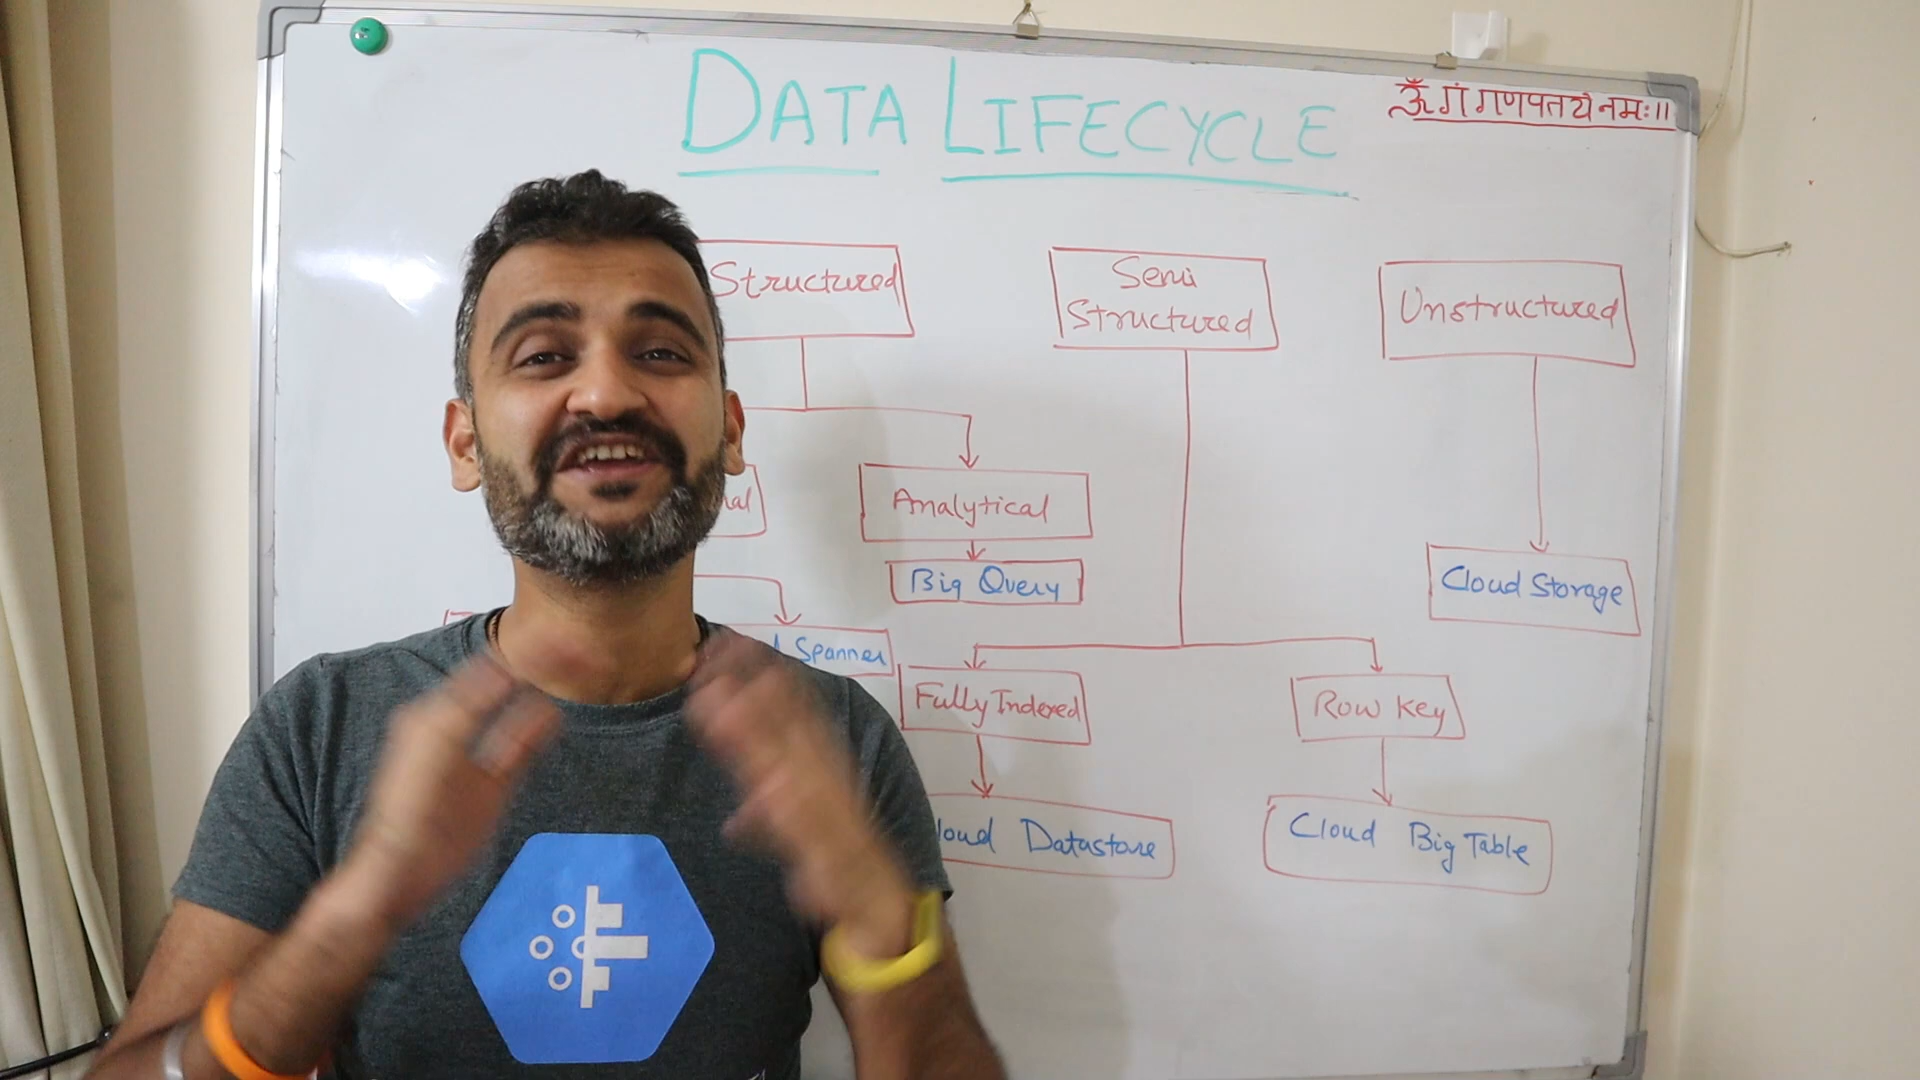 DATA LIFECYCLE
ॐ गं गणपतये नमः॥
Structured
Semi
Structured
Unstructured
Analytical
Big Query
Cloud Storage
Spanner
Fully Indexed
Row Key
Datastore
Cloud Big Table